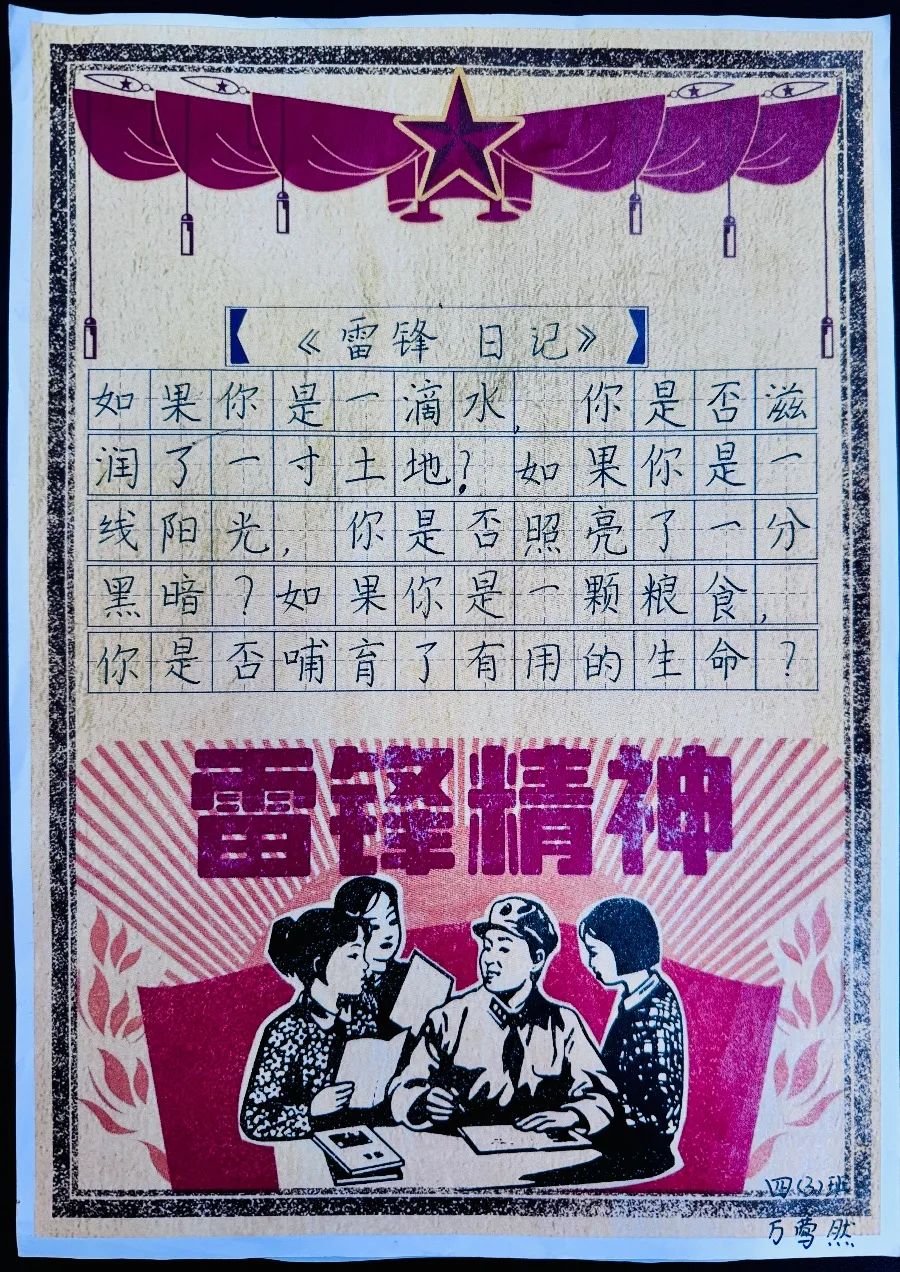 《雷锋 日记》
如果你是一滴水，你是否滋
润了一寸土地？如果你是一
线阳光，你是否照亮了一分
黑暗？如果你是一颗粮食，
你是否哺育了有用的生命？
雷锋精神
四(3)班
万莺然